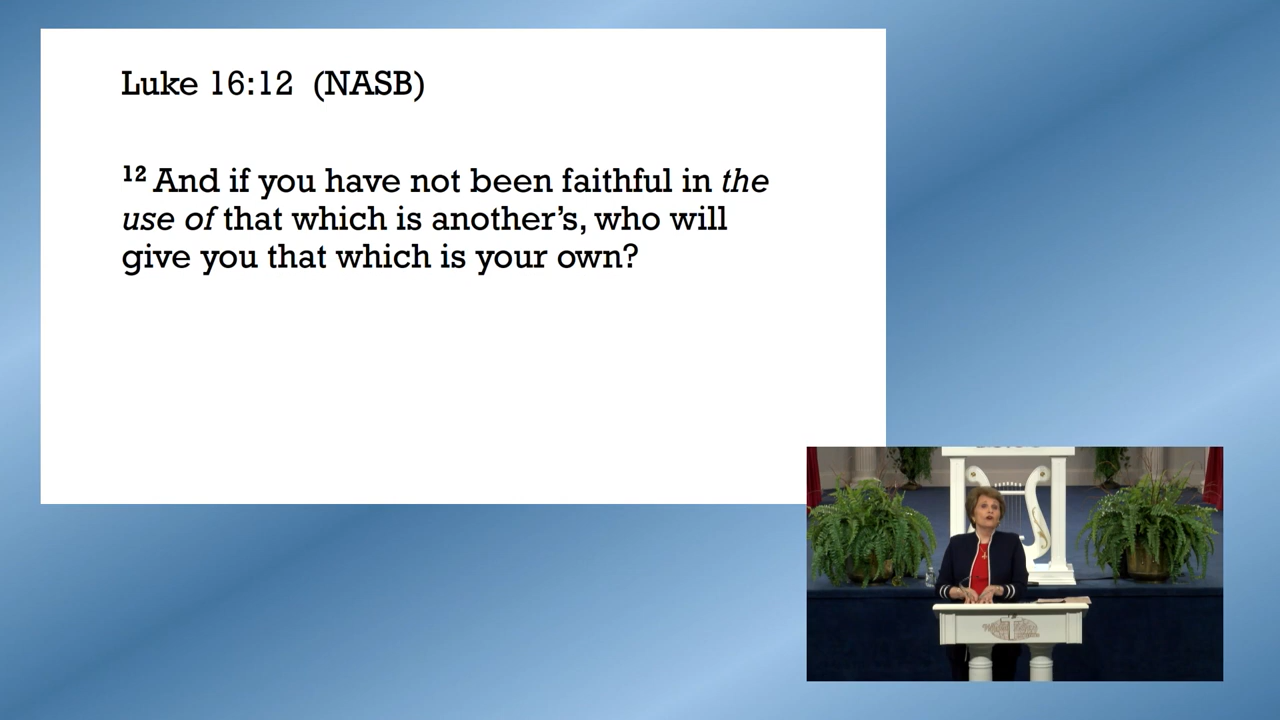 Luke 16:12 (NASB)
12 And if you have not been faithful in the
use of that which is another’s, who will
give you that which is your own?